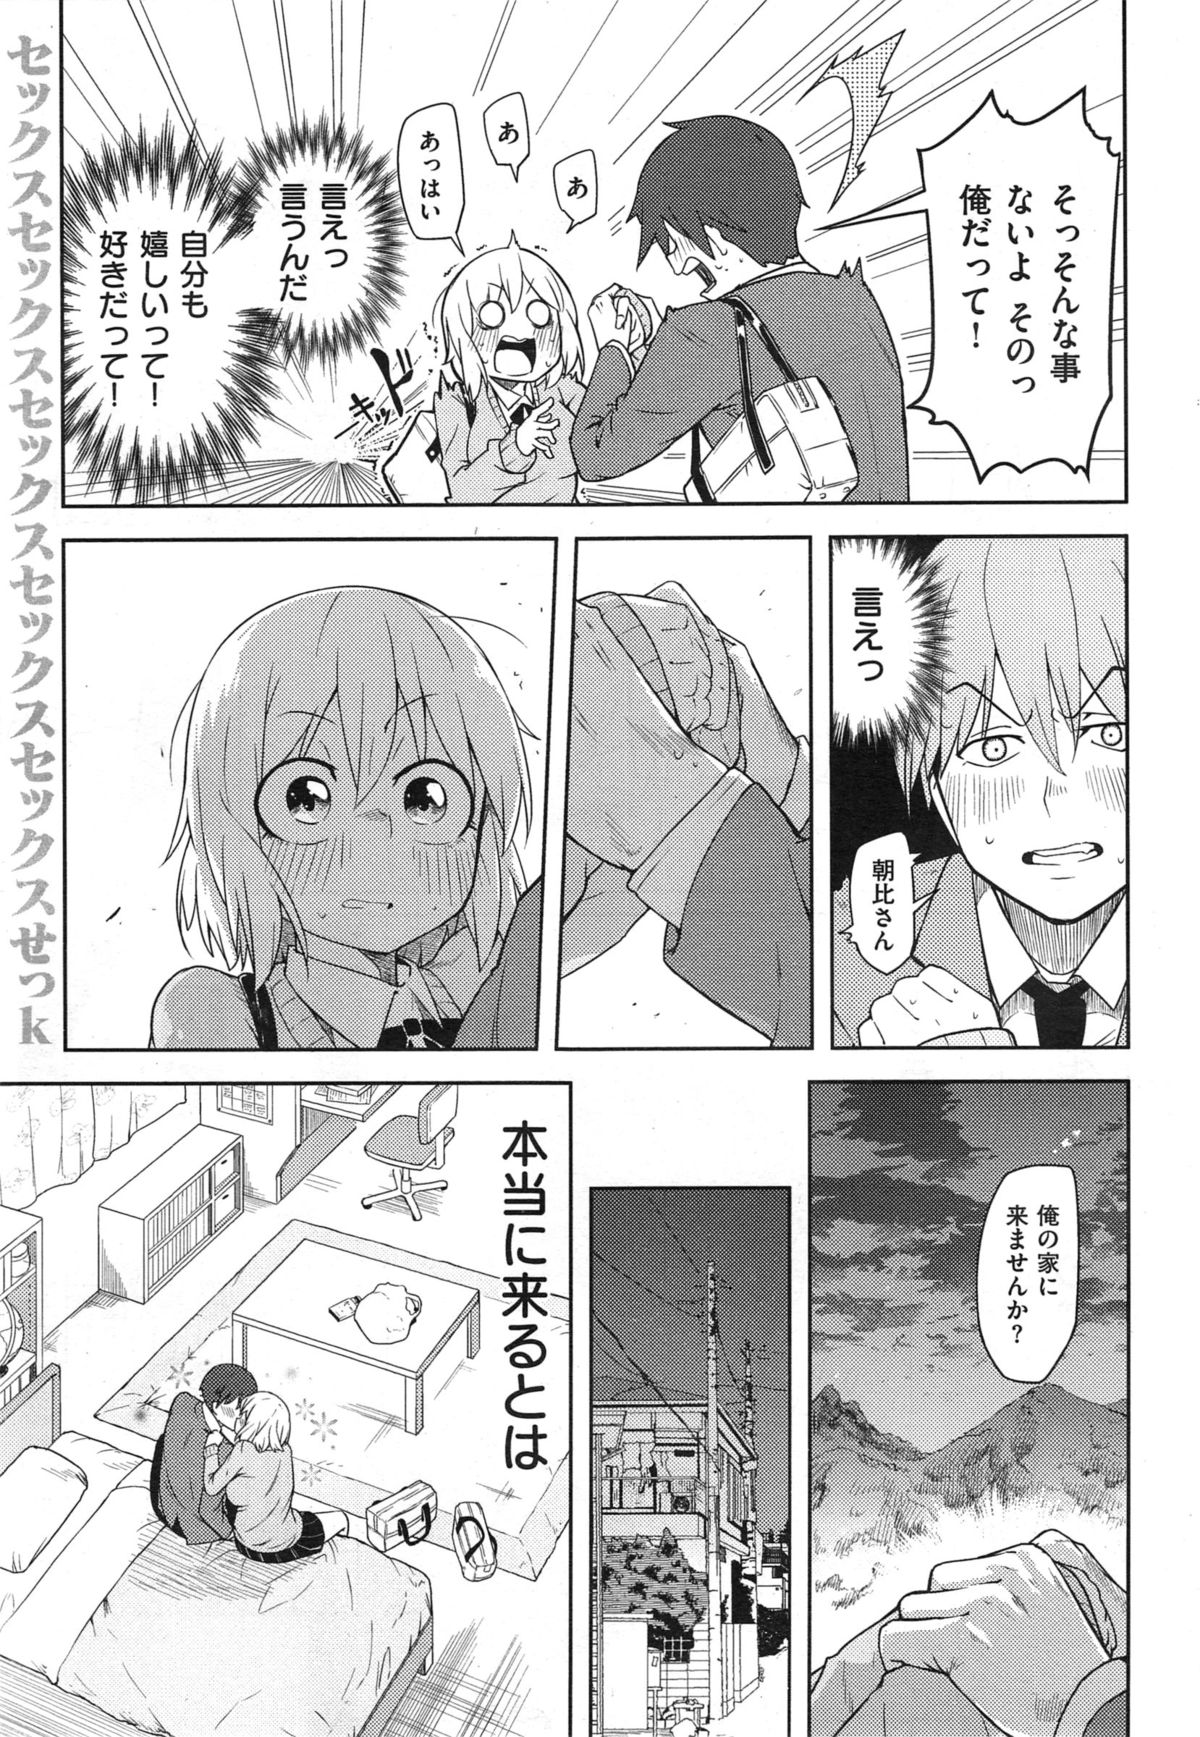 そっそんな事
ないよ そのっ
俺だって!
あ
あ
あっはい
言えっ
言うんだ
自分も
嬉しいって!
好きだって!
キッド
言えっ
朝比さん
俺の家に
来ませんか?
本当に来るとは
セックスセックスセックスセックスセックスせっk